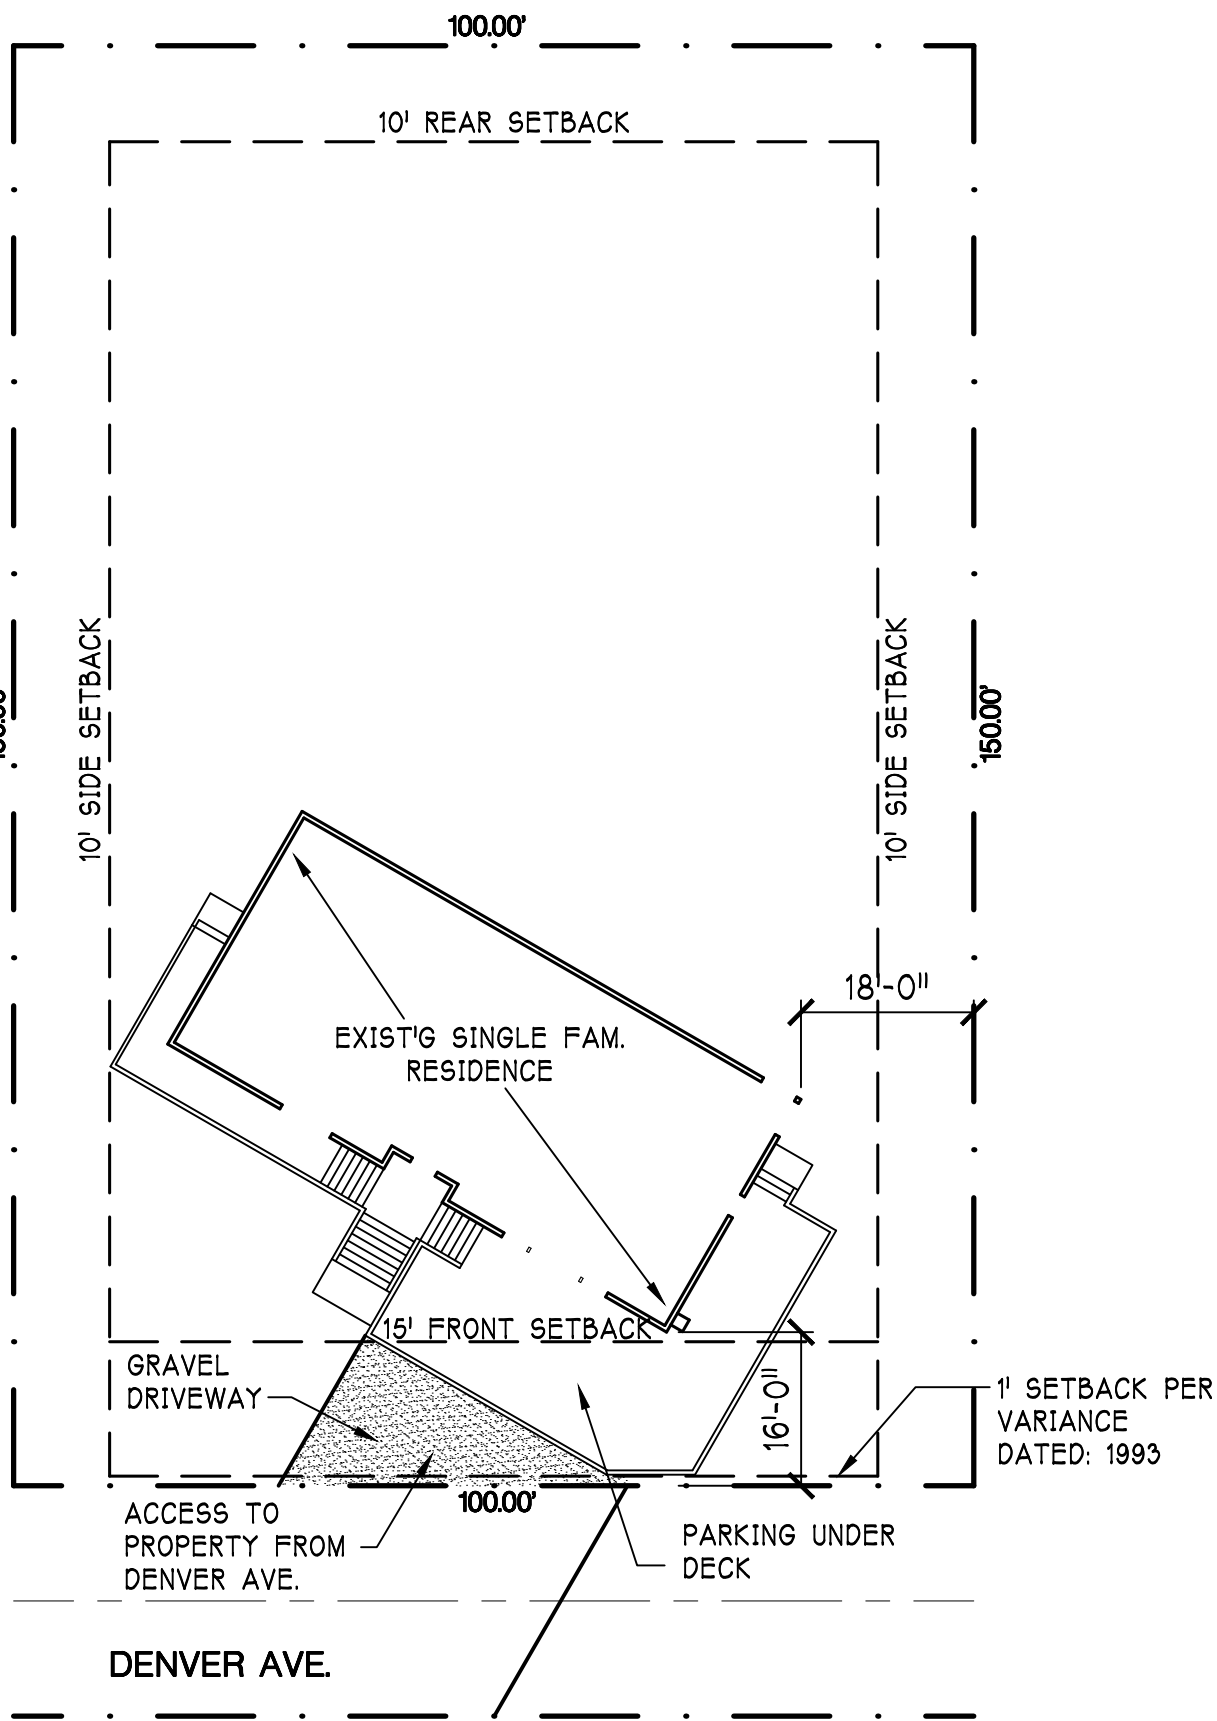 100.00'
10' REAR SETBACK
10' SIDE SETBACK
10' SIDE SETBACK
150.00'
18'-0"
EXIST'G SINGLE FAM.
RESIDENCE
15' FRONT SETBACK
GRAVEL
DRIVEWAY
16'-0"
1' SETBACK PER
VARIANCE
DATED: 1993
100.00'
ACCESS TO
PROPERTY FROM
DENVER AVE.
PARKING UNDER
DECK
DENVER AVE.